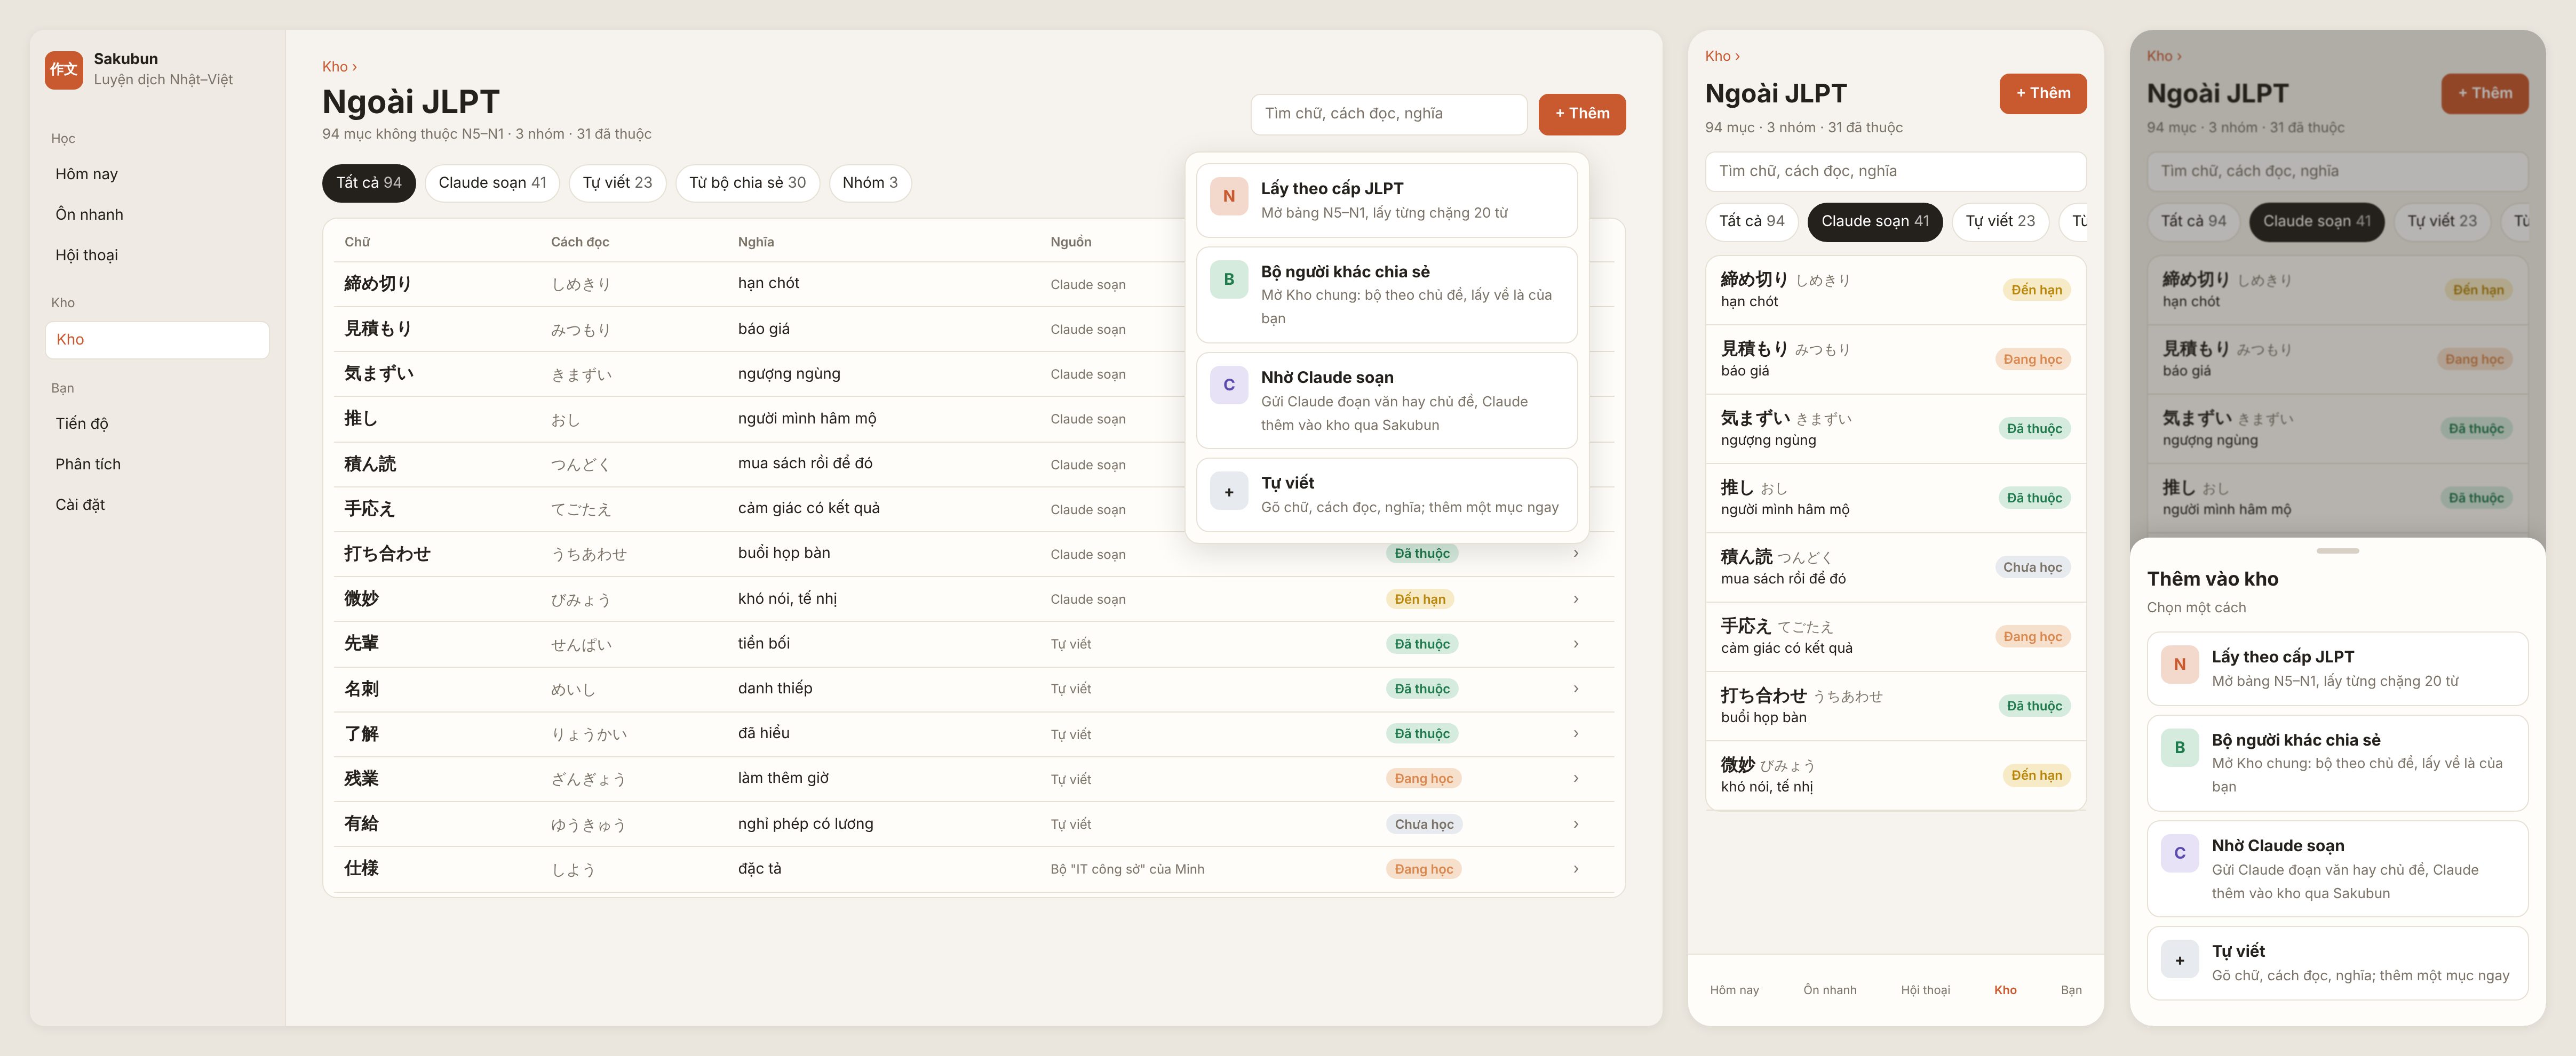 作文
Sakubun
Luyện dịch Nhật–Việt
Học
Hôm nay
Ôn nhanh
Hội thoại
Kho
Kho
Bạn
Tiến độ
Phân tích
Cài đặt
Kho ›
Ngoài JLPT
94 mục không thuộc N5–N1 · 3 nhóm · 31 đã thuộc
Tìm chữ, cách đọc, nghĩa
+ Thêm
Tất cả 94
Claude soạn 41
Tự viết 23
Từ bộ chia sẻ 30
Nhóm 3
Chữ Cách đọc Nghĩa Nguồn
締め切り しめきり hạn chót Claude soạn
見積もり みつもり báo giá Claude soạn
気まずい きまずい ngượng ngùng Claude soạn
推し おし người mình hâm mộ Claude soạn
積ん読 つんどく mua sách rồi để đó Claude soạn
手応え てごたえ cảm giác có kết quả Claude soạn
打ち合わせ うちあわせ buổi họp bàn Claude soạn Đã thuộc ›
微妙 びみょう khó nói, tế nhị Claude soạn Đến hạn ›
先輩 せんぱい tiền bối Tự viết Đã thuộc ›
名刺 めいし danh thiếp Tự viết Đã thuộc ›
了解 りょうかい đã hiểu Tự viết Đã thuộc ›
残業 ざんぎょう làm thêm giờ Tự viết Đang học ›
有給 ゆうきゅう nghỉ phép có lương Tự viết Chưa học ›
仕様 しよう đặc tả Bộ "IT công sở" của Minh Đang học ›
N
Lấy theo cấp JLPT
Mở bảng N5–N1, lấy từng chặng 20 từ
B
Bộ người khác chia sẻ
Mở Kho chung: bộ theo chủ đề, lấy về là của
bạn
C
Nhờ Claude soạn
Gửi Claude đoạn văn hay chủ đề, Claude
thêm vào kho qua Sakubun
+
Tự viết
Gõ chữ, cách đọc, nghĩa; thêm một mục ngay
Kho ›
Ngoài JLPT
+ Thêm
94 mục · 3 nhóm · 31 đã thuộc
Tìm chữ, cách đọc, nghĩa
Tất cả 94
Claude soạn 41
Tự viết 23
Từ
締め切り しめきり
hạn chót
Đến hạn
見積もり みつもり
báo giá
Đang học
気まずい きまずい
ngượng ngùng
Đã thuộc
推し おし
người mình hâm mộ
Đã thuộc
積ん読 つんどく
mua sách rồi để đó
Chưa học
手応え てごたえ
cảm giác có kết quả
Đang học
打ち合わせ うちあわせ
buổi họp bàn
Đã thuộc
微妙 びみょう
khó nói, tế nhị
Đến hạn
Hôm nay
Ôn nhanh
Hội thoại
Kho
Bạn
Kho ›
Ngoài JLPT
+ Thêm
94 mục · 3 nhóm · 31 đã thuộc
Tìm chữ, cách đọc, nghĩa
Tất cả 94
Claude soạn 41
Tự viết 23
Từ
締め切り しめきり
hạn chót
Đến hạn
見積もり みつもり
báo giá
Đang học
気まずい きまずい
ngượng ngùng
Đã thuộc
推し おし
người mình hâm mộ
Đã thuộc
Thêm vào kho
Chọn một cách
N
Lấy theo cấp JLPT
Mở bảng N5–N1, lấy từng chặng 20 từ
B
Bộ người khác chia sẻ
Mở Kho chung: bộ theo chủ đề, lấy về là của
bạn
C
Nhờ Claude soạn
Gửi Claude đoạn văn hay chủ đề, Claude
thêm vào kho qua Sakubun
+
Tự viết
Gõ chữ, cách đọc, nghĩa; thêm một mục ngay